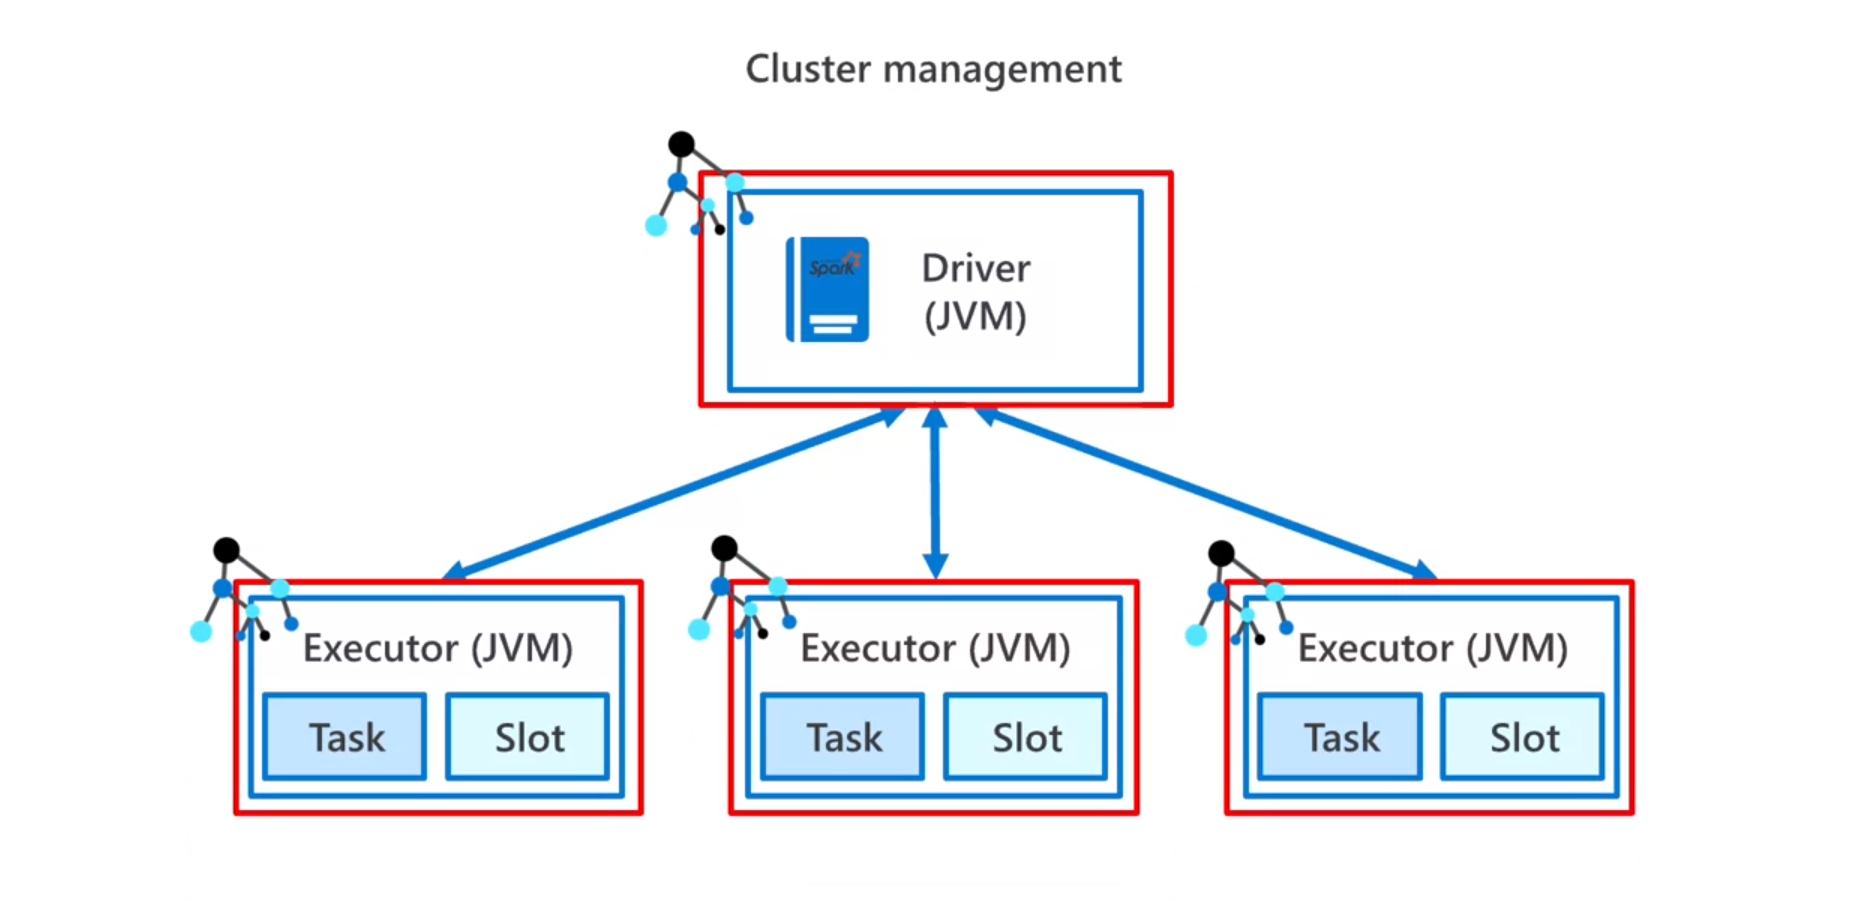 Cluster management
Spark
Driver
(JVM)
Executor (JVM)
Task
Slot
Executor (JVM)
Task
Slot
Executor (JVM)
Task
Slot